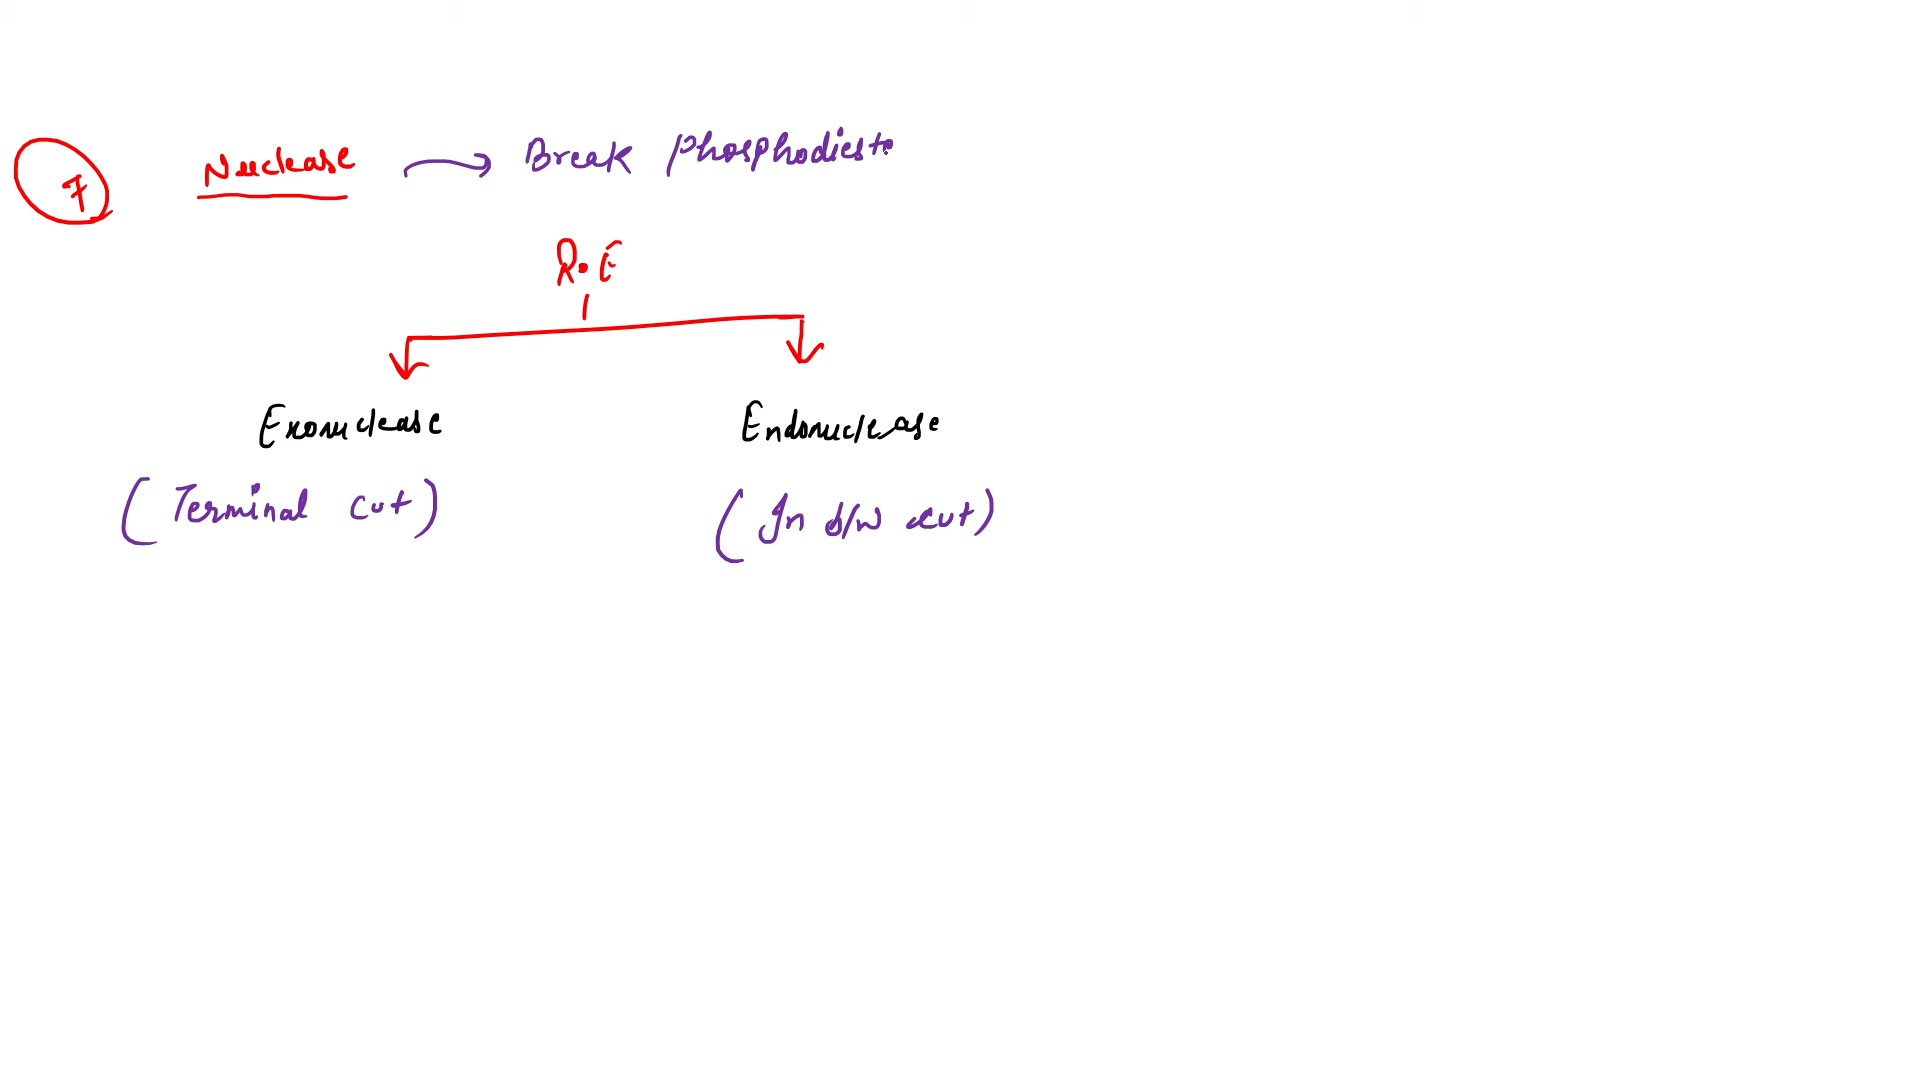 7 Nuclease → Break phosphodieste
R.E
Exonuclease Endonuclease
(Terminal cut) (In b/w cut)